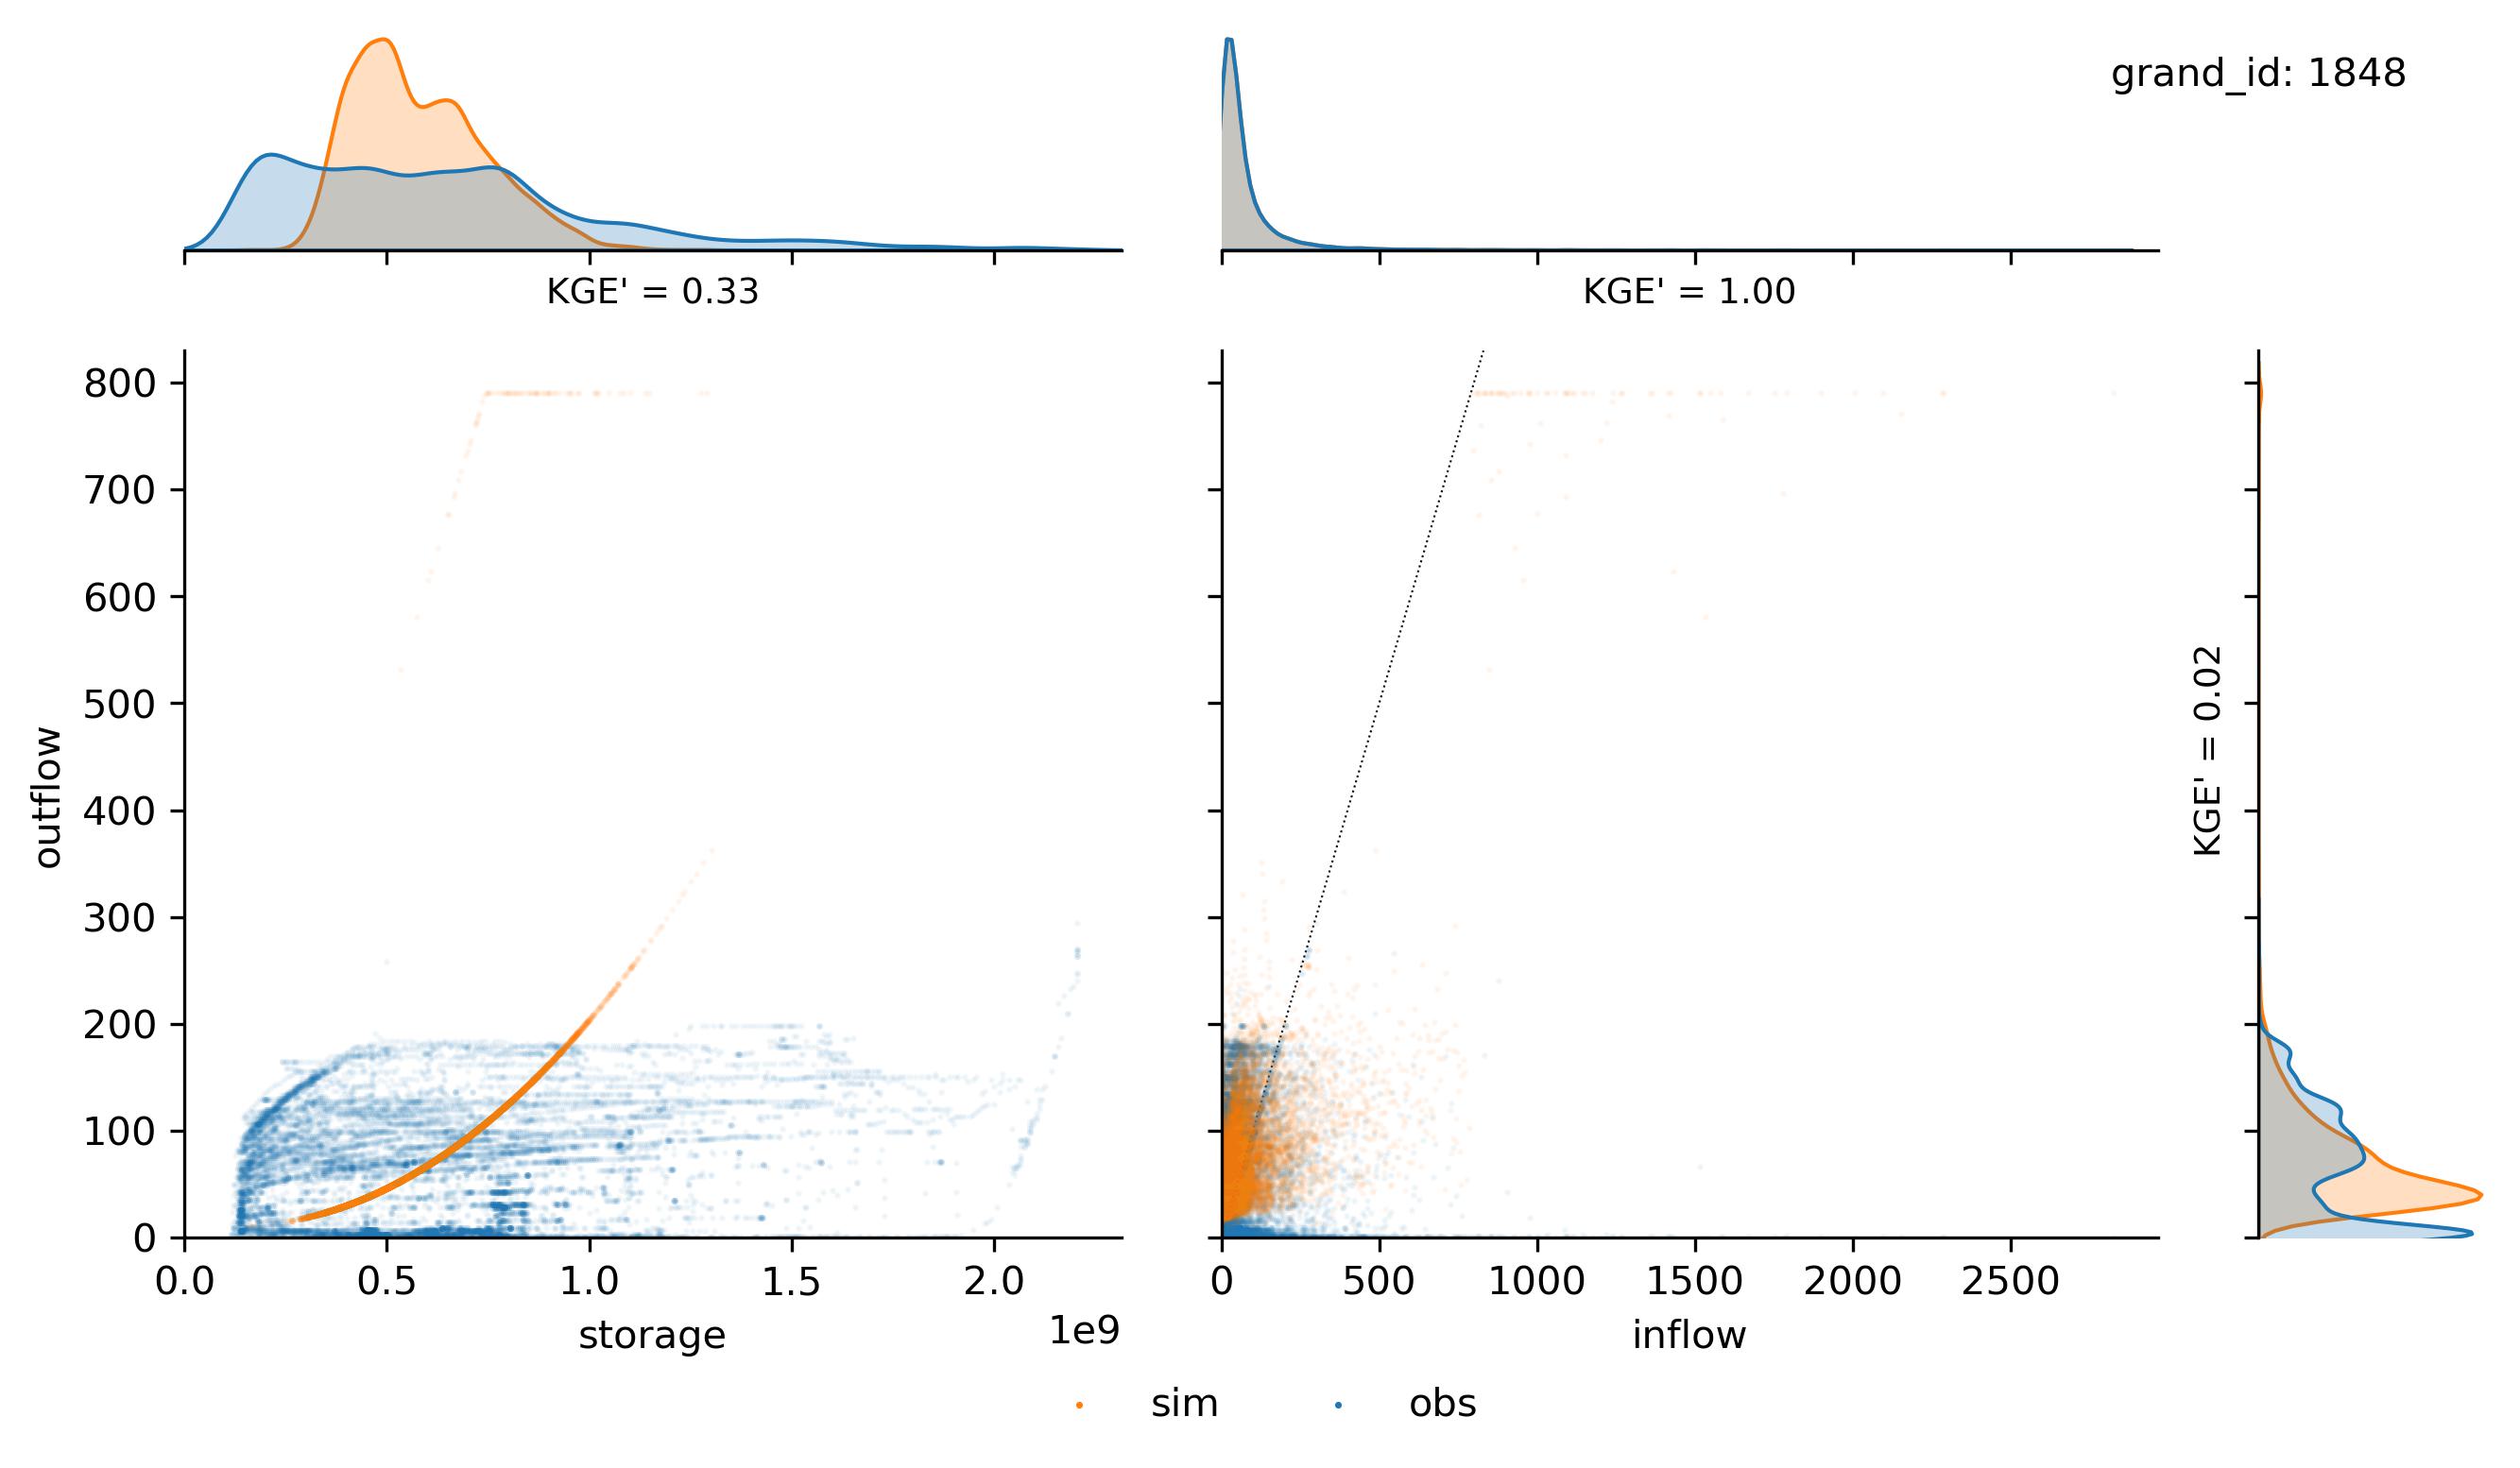 grand_id: 1848
KGE' = 0.33
KGE' = 1.00
800
700
600
500
400
300
200
100
0
outflow
KGE' = 0.02
0.0 0.5 1.0 1.5 2.0
1e9
storage
0 500 1000 1500 2000 2500
inflow
sim obs